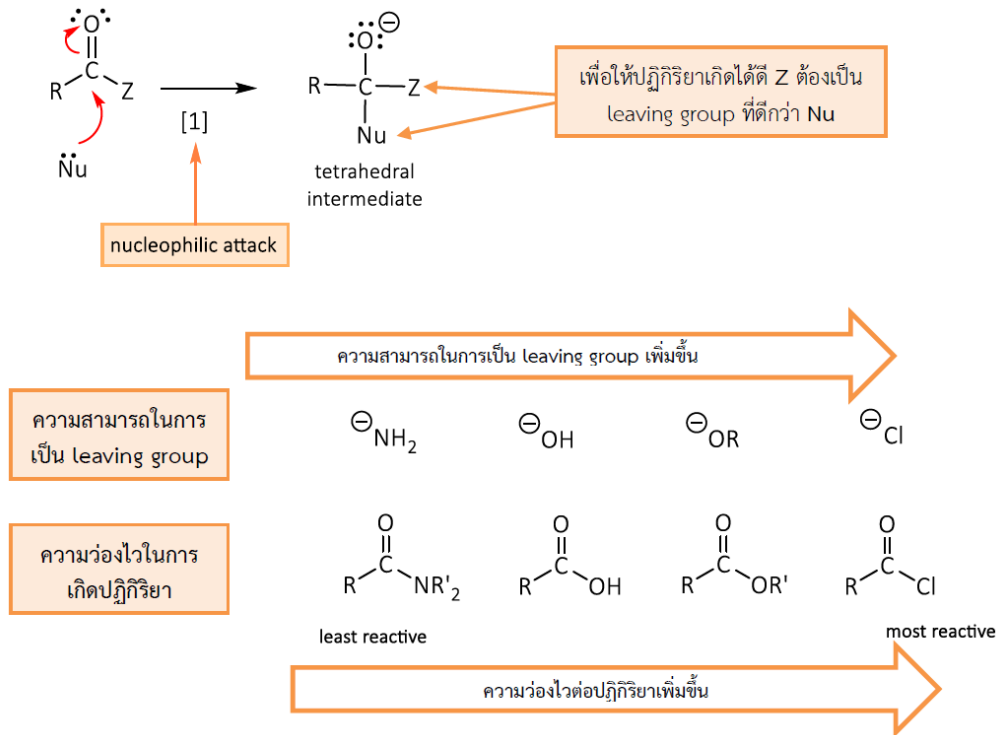 O ⊖
O
C
R Z
[1]
Nu
R C Z
Nu
tetrahedral
intermediate
เพื่อให้ปฏิกิริยาเกิดได้ดี Z ต้องเป็น
leaving group ที่ดีกว่า Nu
nucleophilic attack
ความสามารถในการเป็น leaving group เพิ่มขึ้น
ความสามารถในการ
เป็น leaving group
⊖NH2 ⊖OH ⊖OR ⊖Cl
ความว่องไวในการ
เกิดปฏิกิริยา
O O O O
C C C C
R NR'2 R OH R OR' R Cl
least reactive most reactive
ความว่องไวต่อปฏิกิริยาเพิ่มขึ้น